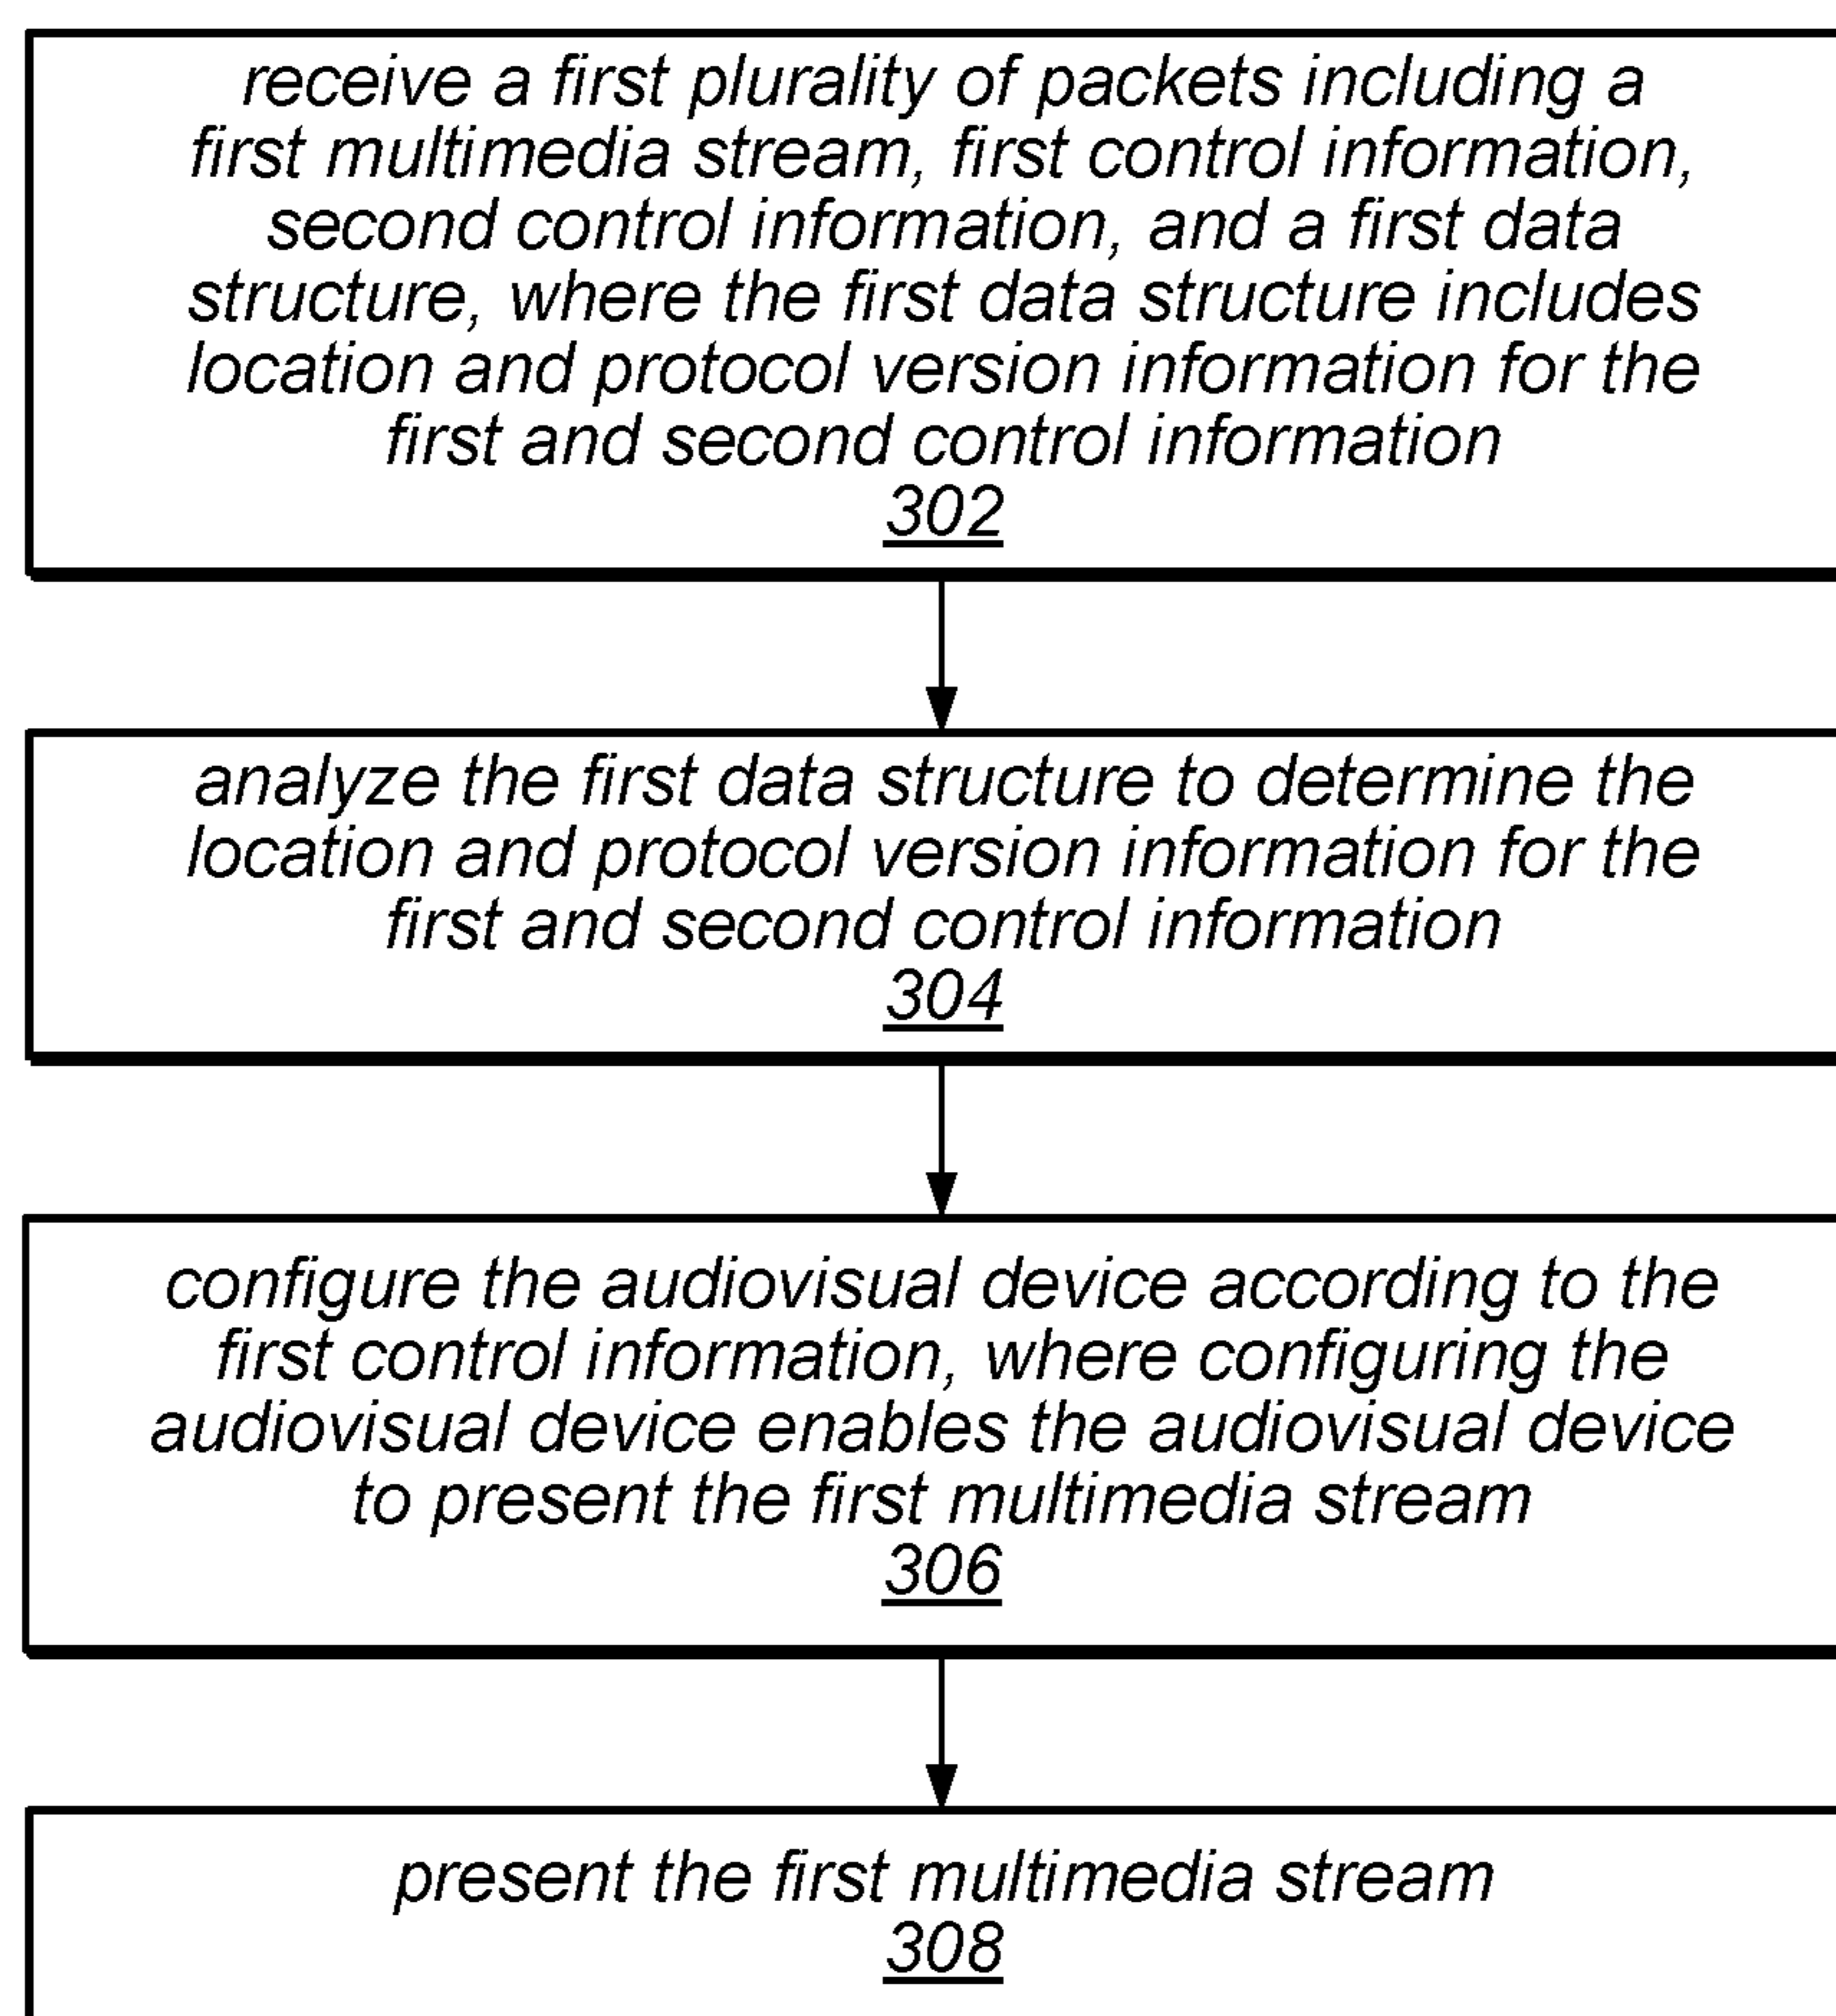 receive a first plurality of packets including a
first multimedia stream, first control information,
second control information, and a first data
structure, where the first data structure includes
location and protocol version information for the
first and second control information
302
analyze the first data structure to determine the
location and protocol version information for the
first and second control information
304
configure the audiovisual device according to the
first control information, where configuring the
audiovisual device enables the audiovisual device
to present the first multimedia stream
306
present the first multimedia stream
308